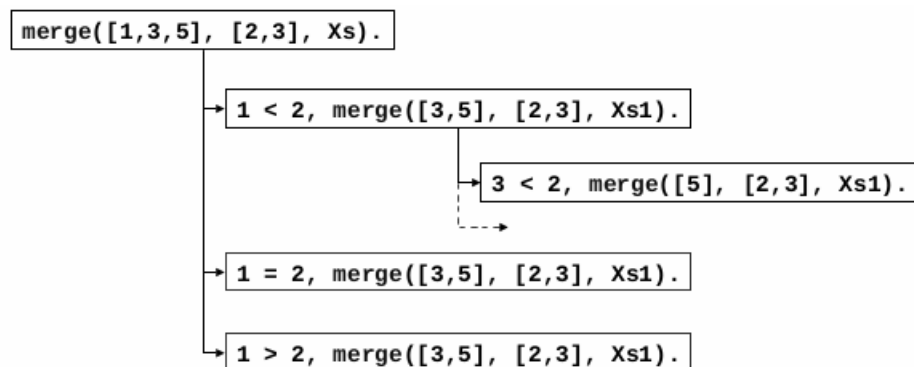 merge([1,3,5], [2,3], Xs).
1 < 2, merge([3,5], [2,3], Xs1).
3 < 2, merge([5], [2,3], Xs1).
1 = 2, merge([3,5], [2,3], Xs1).
1 > 2, merge([3,5], [2,3], Xs1).